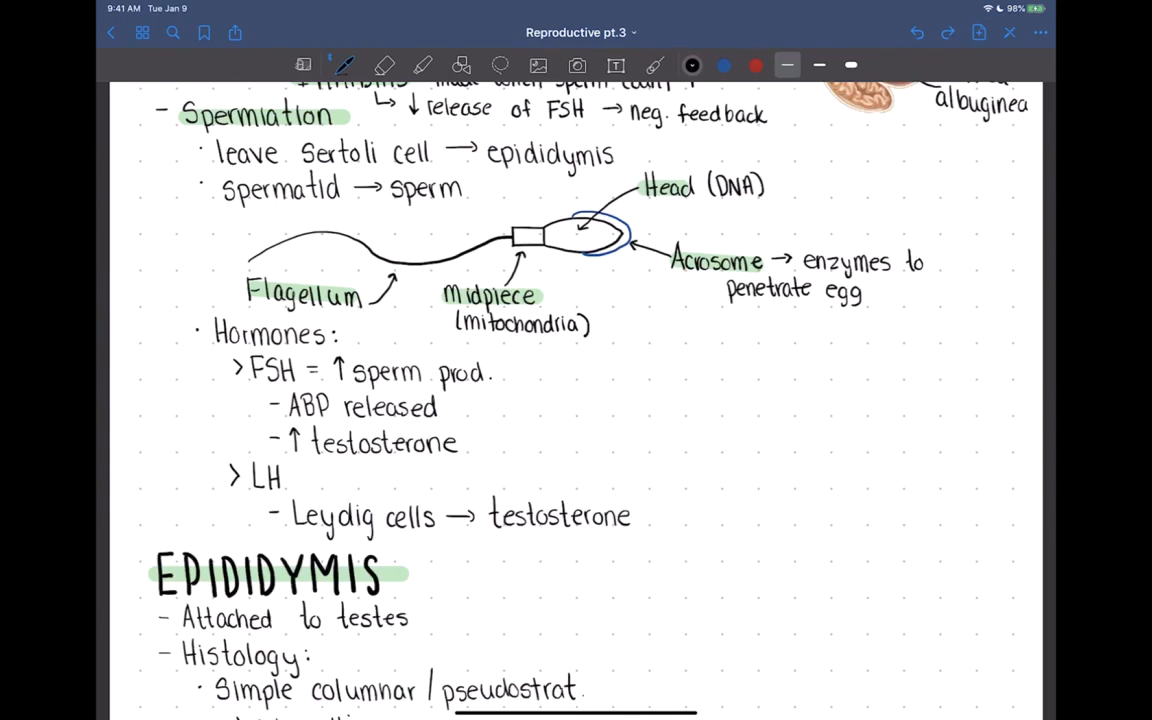 9:41 AM Tue Jan 9
98%
Reproductive pt.3
↳ ↓ release of FSH → neg. feedback
albuginea
- Spermiation
· leave Sertoli cell → epididymis
· spermatid → sperm
Head (DNA)
Acrosome → enzymes to
penetrate egg
Flagellum
Midpiece
(mitochondria)
· Hormones:
> FSH = ↑ sperm prod.
- ABP released
- ↑ testosterone
> LH
- Leydig cells → testosterone
EPIDIDYMIS
- Attached to testes
- Histology:
· Simple columnar / pseudostrat.